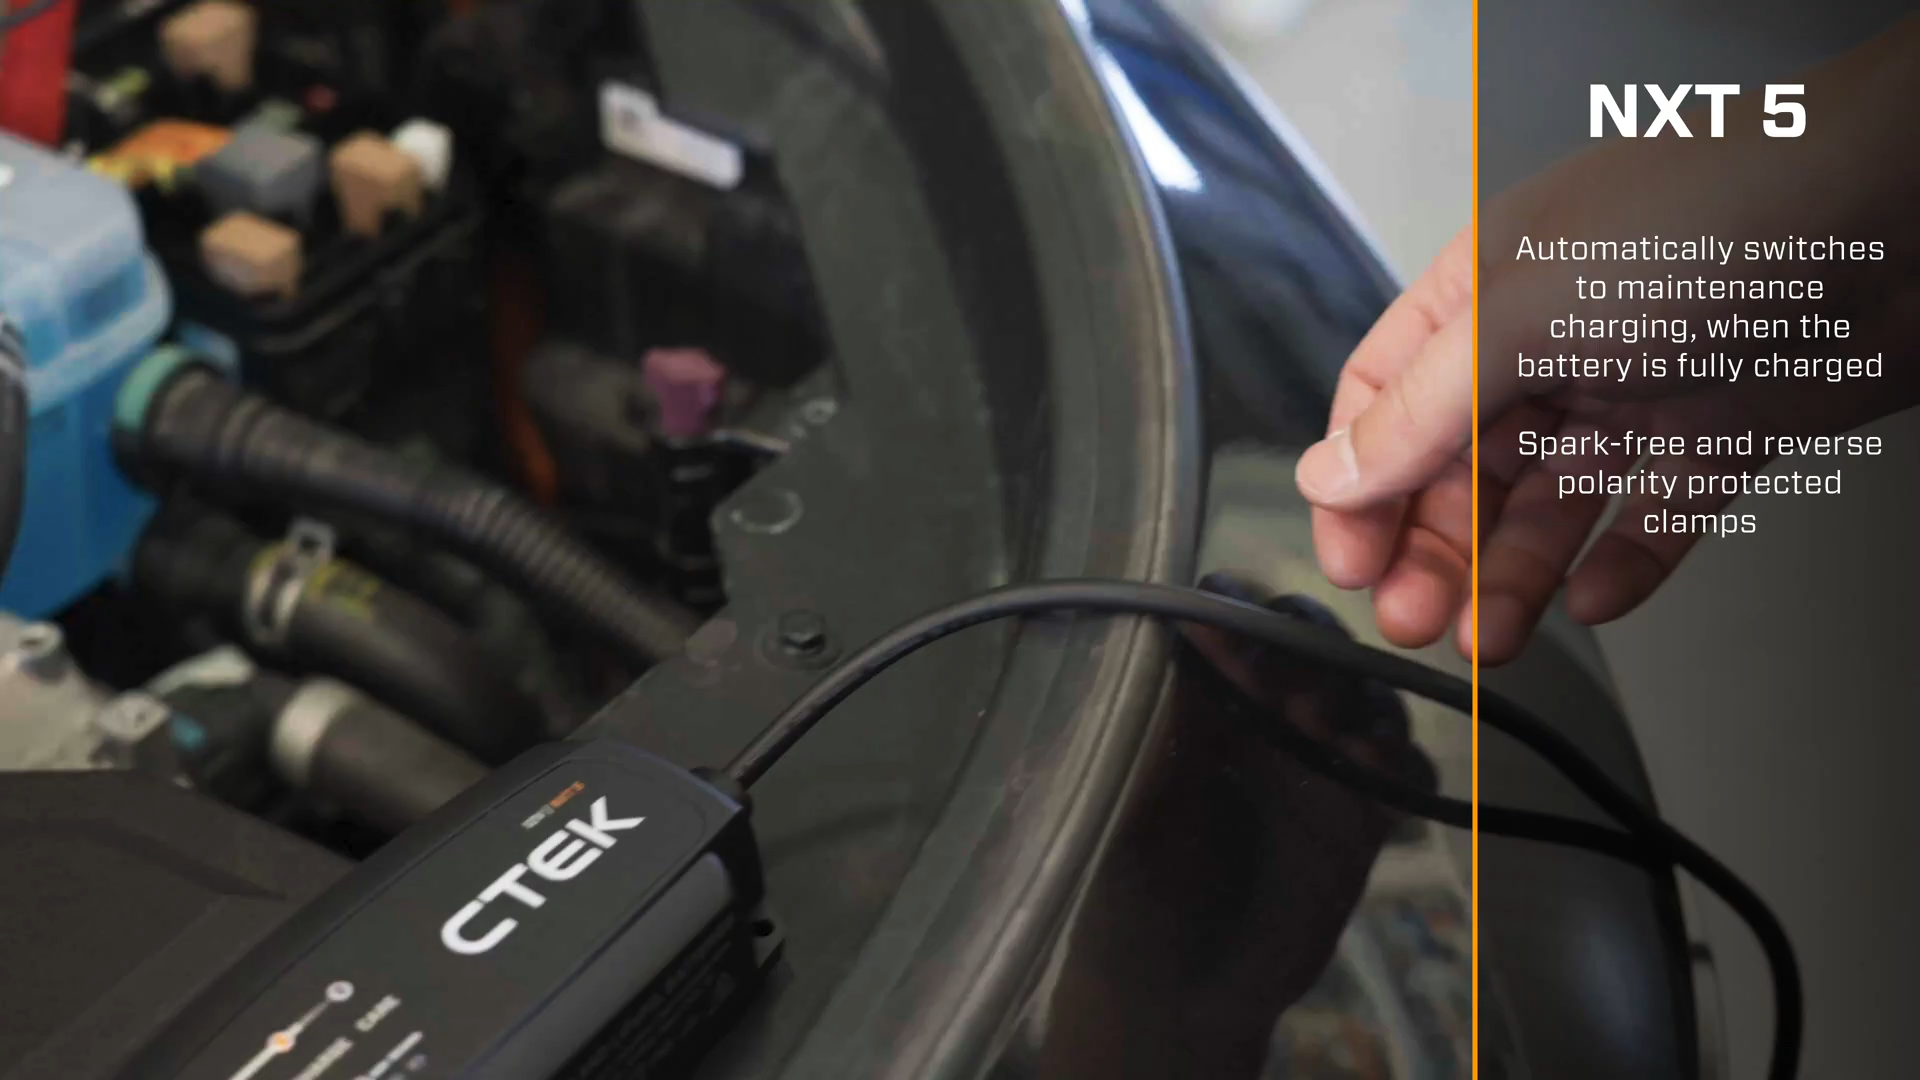 NXT 5
Automatically switches
to maintenance
charging, when the
battery is fully charged
Spark-free and reverse
polarity protected
clamps
CTEK
CARE